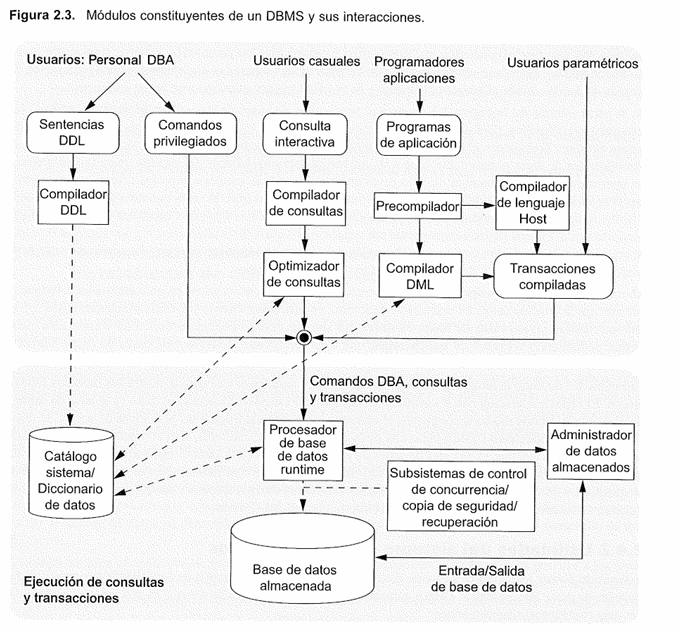 Figura 2.3. Módulos constituyentes de un DBMS y sus interacciones.
Usuarios: Personal DBA
Usuarios casuales
Programadores
aplicaciones
Usuarios paramétricos
Sentencias
DDL
Comandos
privilegiados
Consulta
interactiva
Programas
de aplicación
Compilador
DDL
Compilador
de consultas
Precompilador
Compilador
de lenguaje
Host
Optimizador
de consultas
Compilador
DML
Transacciones
compiladas
Comandos DBA, consultas
y transacciones
Catálogo
sistema/
Diccionario
de datos
Procesador
de base
de datos
runtime
Administrador
de datos
almacenados
Subsistemas de control
de concurrencia/
copia de seguridad/
recuperación
Base de datos
almacenada
Entrada/Salida
de base de datos
Ejecución de consultas
y transacciones